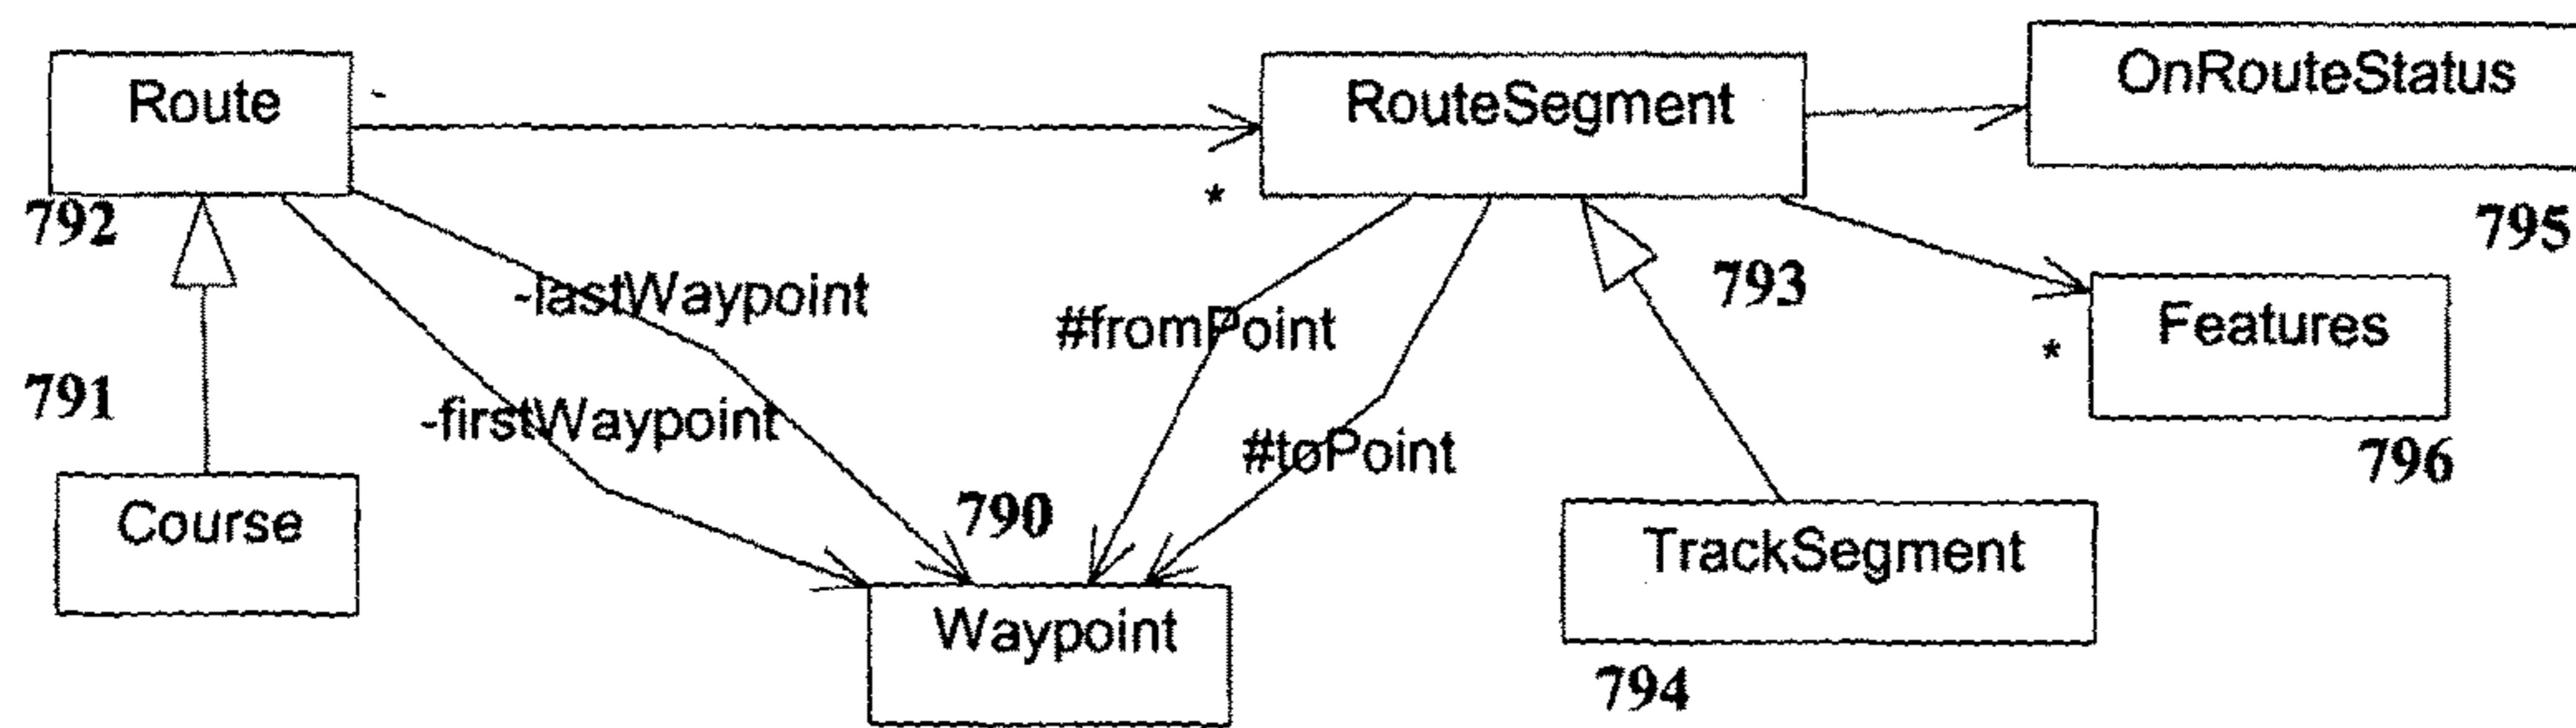 Route
-
*
RouteSegment
OnRouteStatus
792
795
-lastWaypoint
#fromPoint
793
*
Features
791
-firstWaypoint
#toPoint
796
Course
790
TrackSegment
Waypoint
794